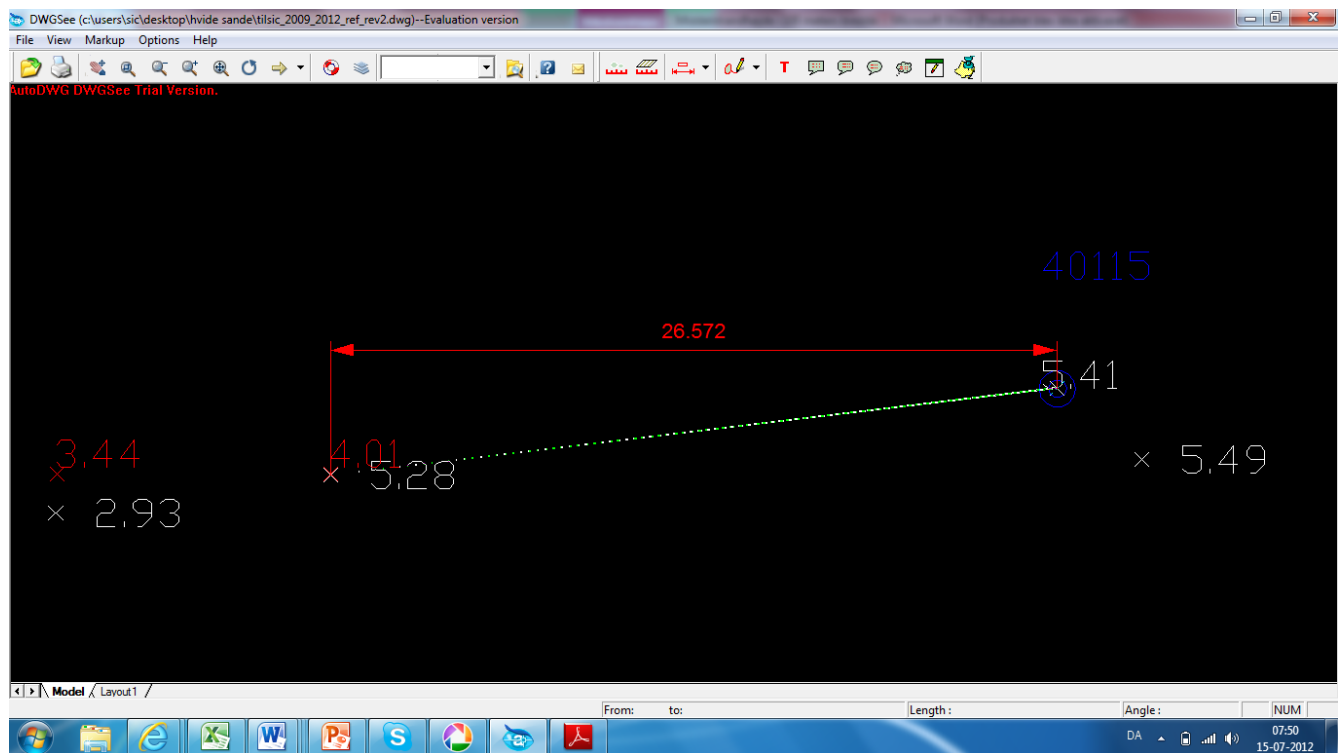 DWGSee (c:\users\sic\desktop\hvide sande\tilsic_2009_2012_ref_rev2.dwg)--Evaluation version
File View Markup Options Help
T
AutoDWG DWGSee Trial Version.
40115
26.572
5.41
3.44
4.01
5.28
5.49
2.93
Model
Layout1
From: to: Length : Angle : NUM
DA
07:50
15-07-2012